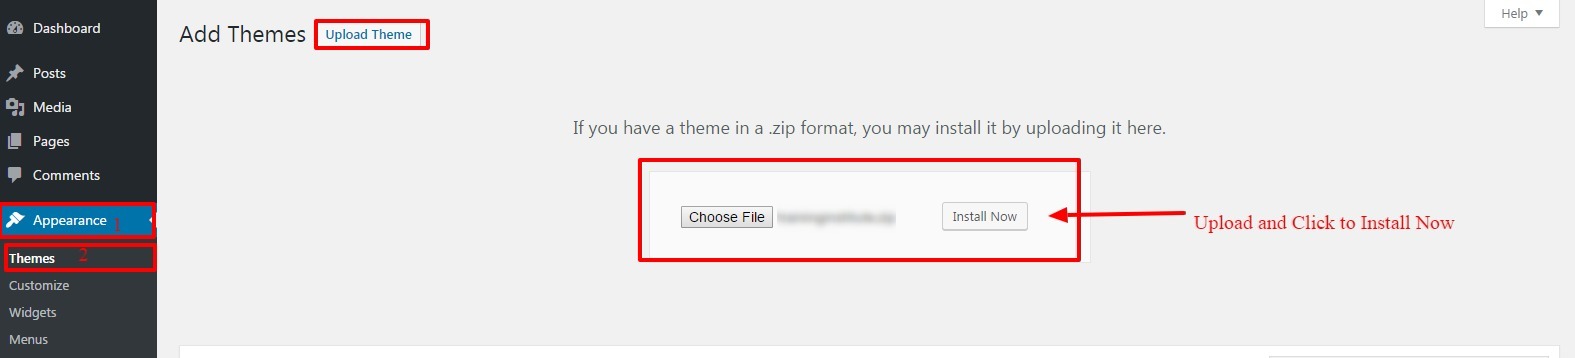 Dashboard
Posts
Media
Pages
Comments
Appearance 1
Themes 2
Customize
Widgets
Menus
Add Themes Upload Theme
Help
If you have a theme in a .zip format, you may install it by uploading it here.
Choose File
Install Now
Upload and Click to Install Now